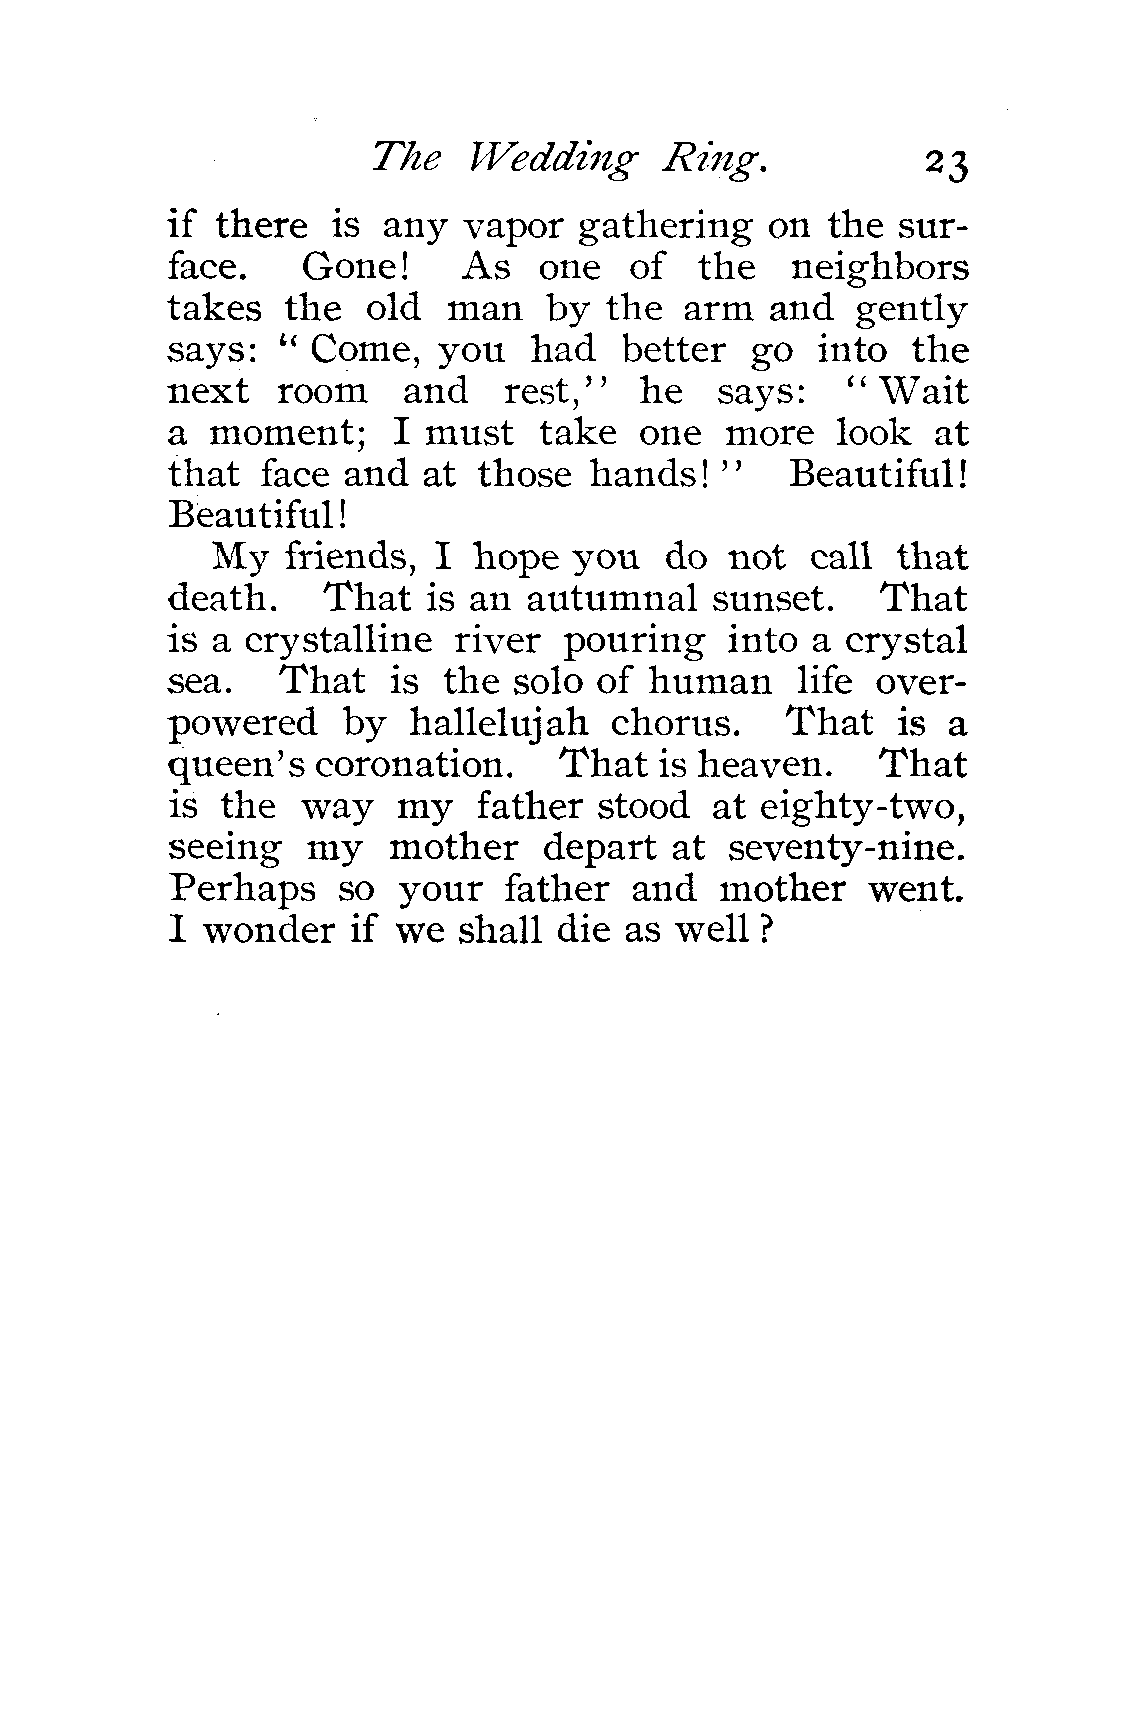 The Wedding Ring. 23
if there is any vapor gathering on the sur-
face. Gone! As one of the neighbors
takes the old man by the arm and gently
says: “ Come, you had better go into the
next room and rest,’’ he says: “ Wait
a moment; I must take one more look at
that face and at those hands! ’’ Beautiful!
Beautiful!
My friends, I hope you do not call that
death. That is an autumnal sunset. That
is a crystalline river pouring into a crystal
sea. That is the solo of human life over-
powered by hallelujah chorus. That is a
queen’s coronation. That is heaven. That
is the way my father stood at eighty-two,
seeing my mother depart at seventy-nine.
Perhaps so your father and mother went.
I wonder if we shall die as well ?